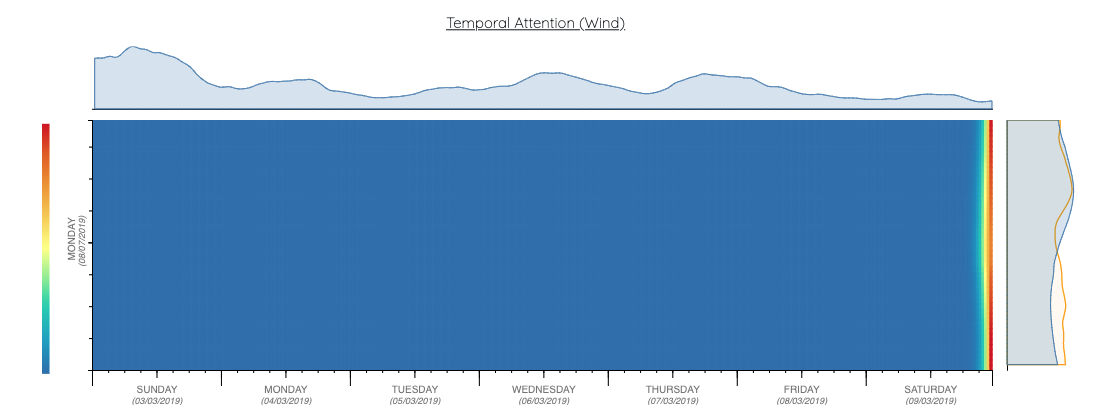 Temporal Attention (Wind)
MONDAY
(08/07/2019)
SUNDAY
(03/03/2019)
MONDAY
(04/03/2019)
TUESDAY
(05/03/2019)
WEDNESDAY
(06/03/2019)
THURSDAY
(07/03/2019)
FRIDAY
(08/03/2019)
SATURDAY
(09/03/2019)